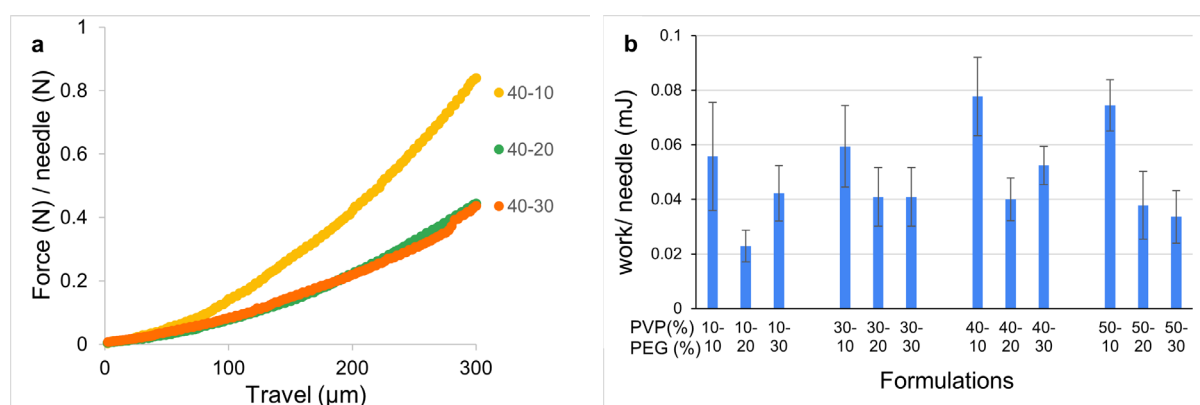 a
1
0.8
0.6
0.4
0.2
0
0
100
200
300
Force (N) / needle (N)
Travel (µm)
40-10
40-20
40-30
b
0.1
0.08
0.06
0.04
0.02
0
work/ needle (mJ)
PVP(%) 10- 10- 10- 30- 30- 30- 40- 40- 40- 50- 50- 50-
PEG (%) 10 20 30 10 20 30 10 20 30 10 20 30
Formulations